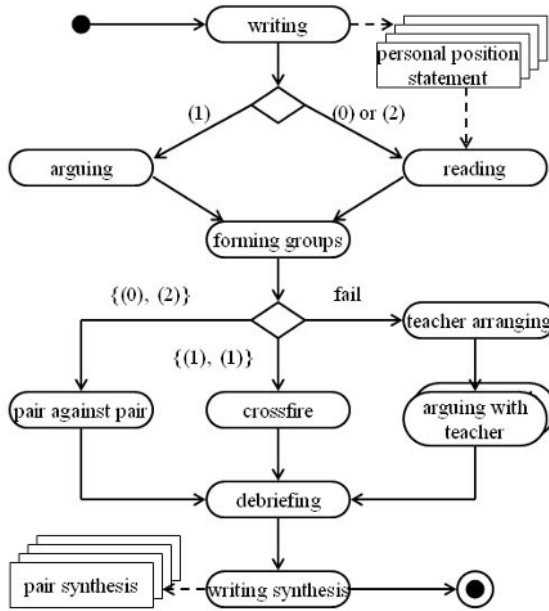 writing
personal position
statement
(1)
(0) or (2)
arguing
reading
forming groups
{(0), (2)}
fail
teacher arranging
{(1), (1)}
pair against pair
crossfire
arguing with
teacher
debriefing
pair synthesis
writing synthesis